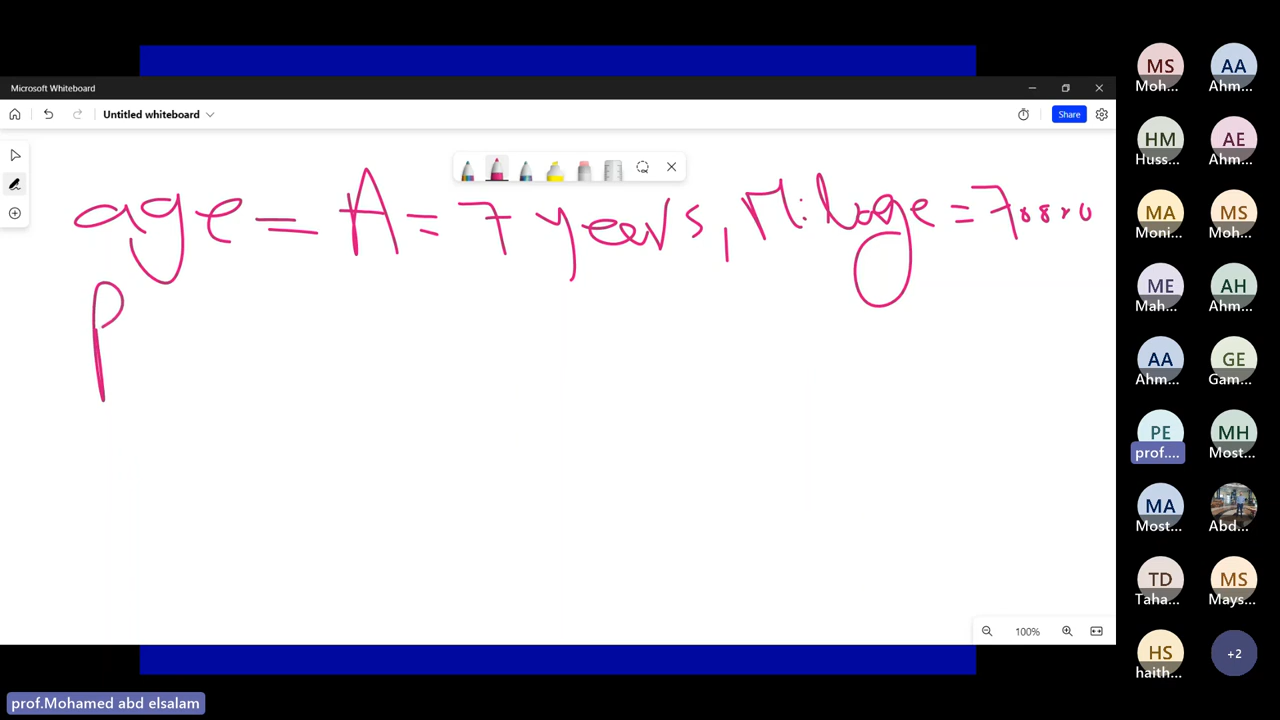 Microsoft Whiteboard
Untitled whiteboard
Share
age = A = 7 years, Milage = 
P
100%
MS AA
Moh... Ahm...
HM AE
Huss... Ahm...
MA MS
Moni... Moh...
ME AH
Mah... Ahm...
AA GE
Ahm... Gam...
PE MH
prof.... Most...
MA
Most... Abd...
TD MS
Taha... Mays...
HS +2
haith...
prof.Mohamed abd elsalam